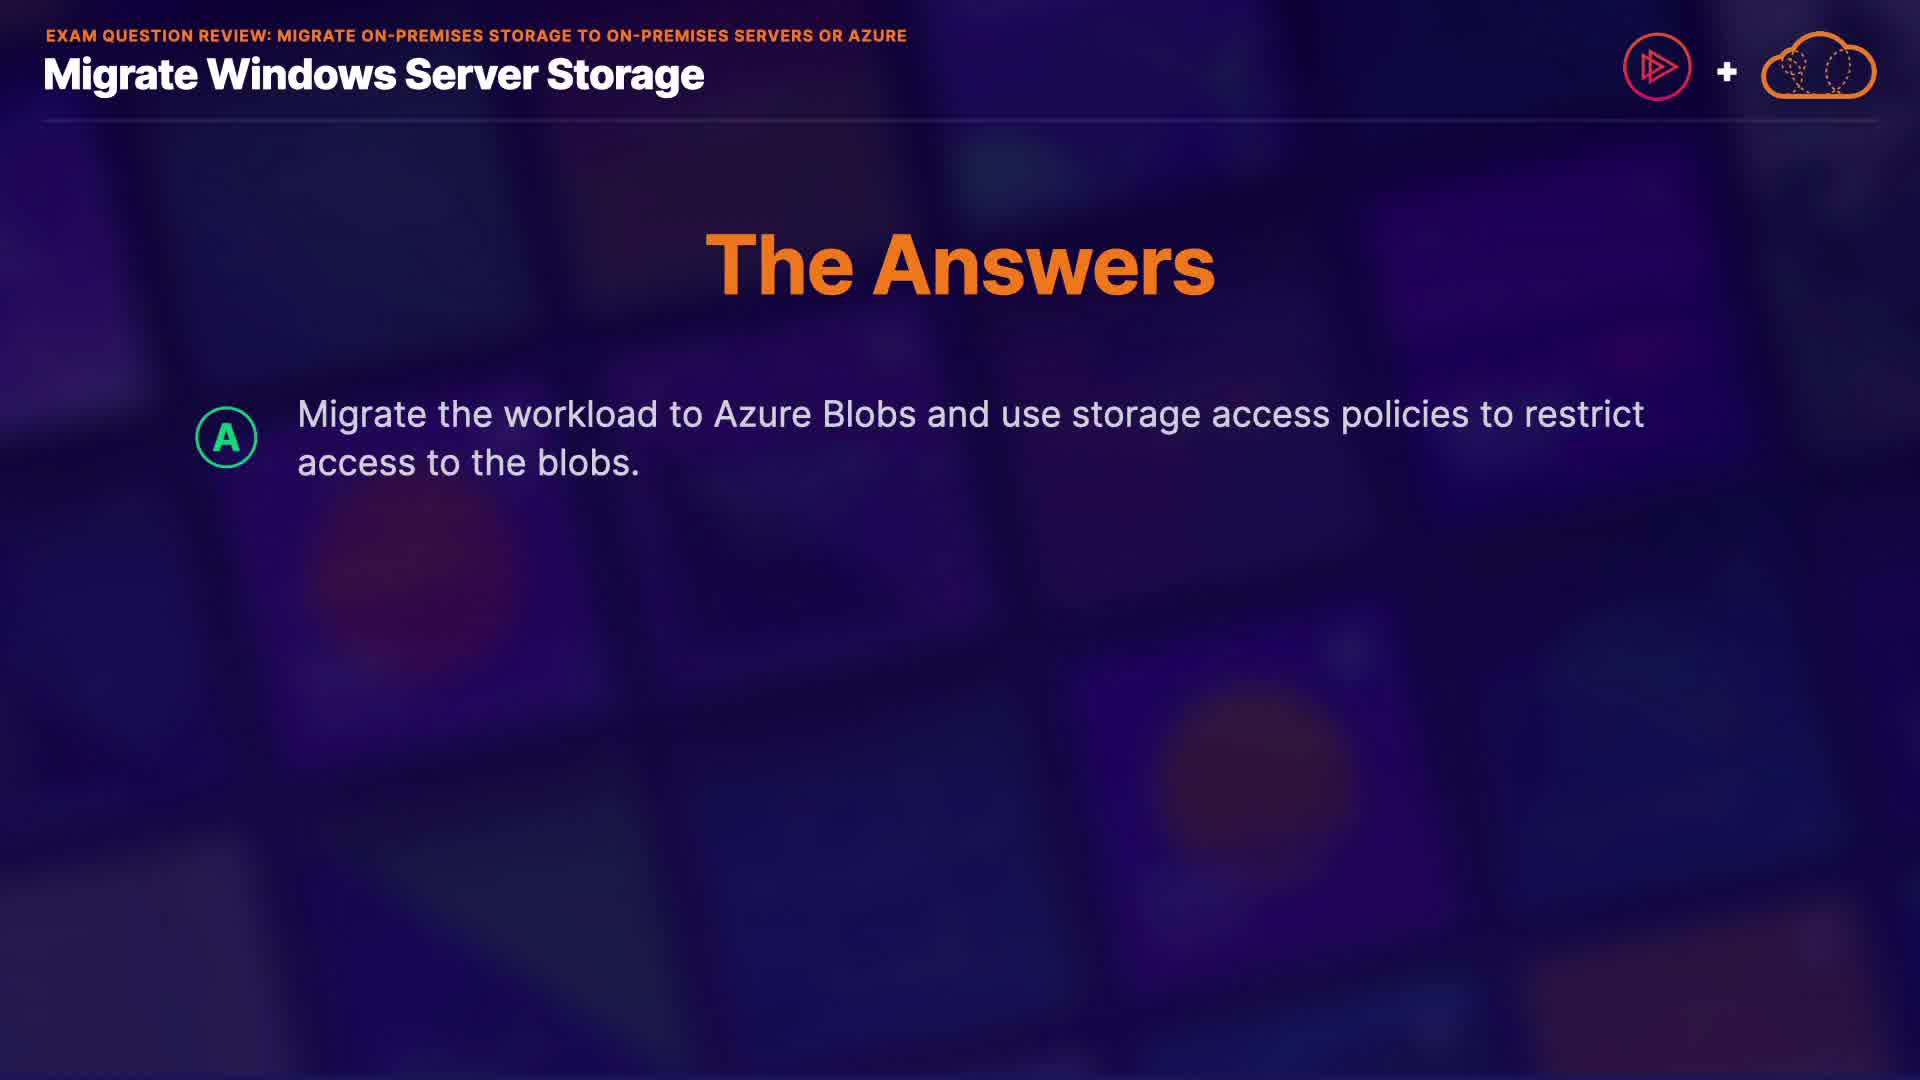 EXAM QUESTION REVIEW: MIGRATE ON-PREMISES STORAGE TO ON-PREMISES SERVERS OR AZURE
Migrate Windows Server Storage
The Answers
A
Migrate the workload to Azure Blobs and use storage access policies to restrict
access to the blobs.